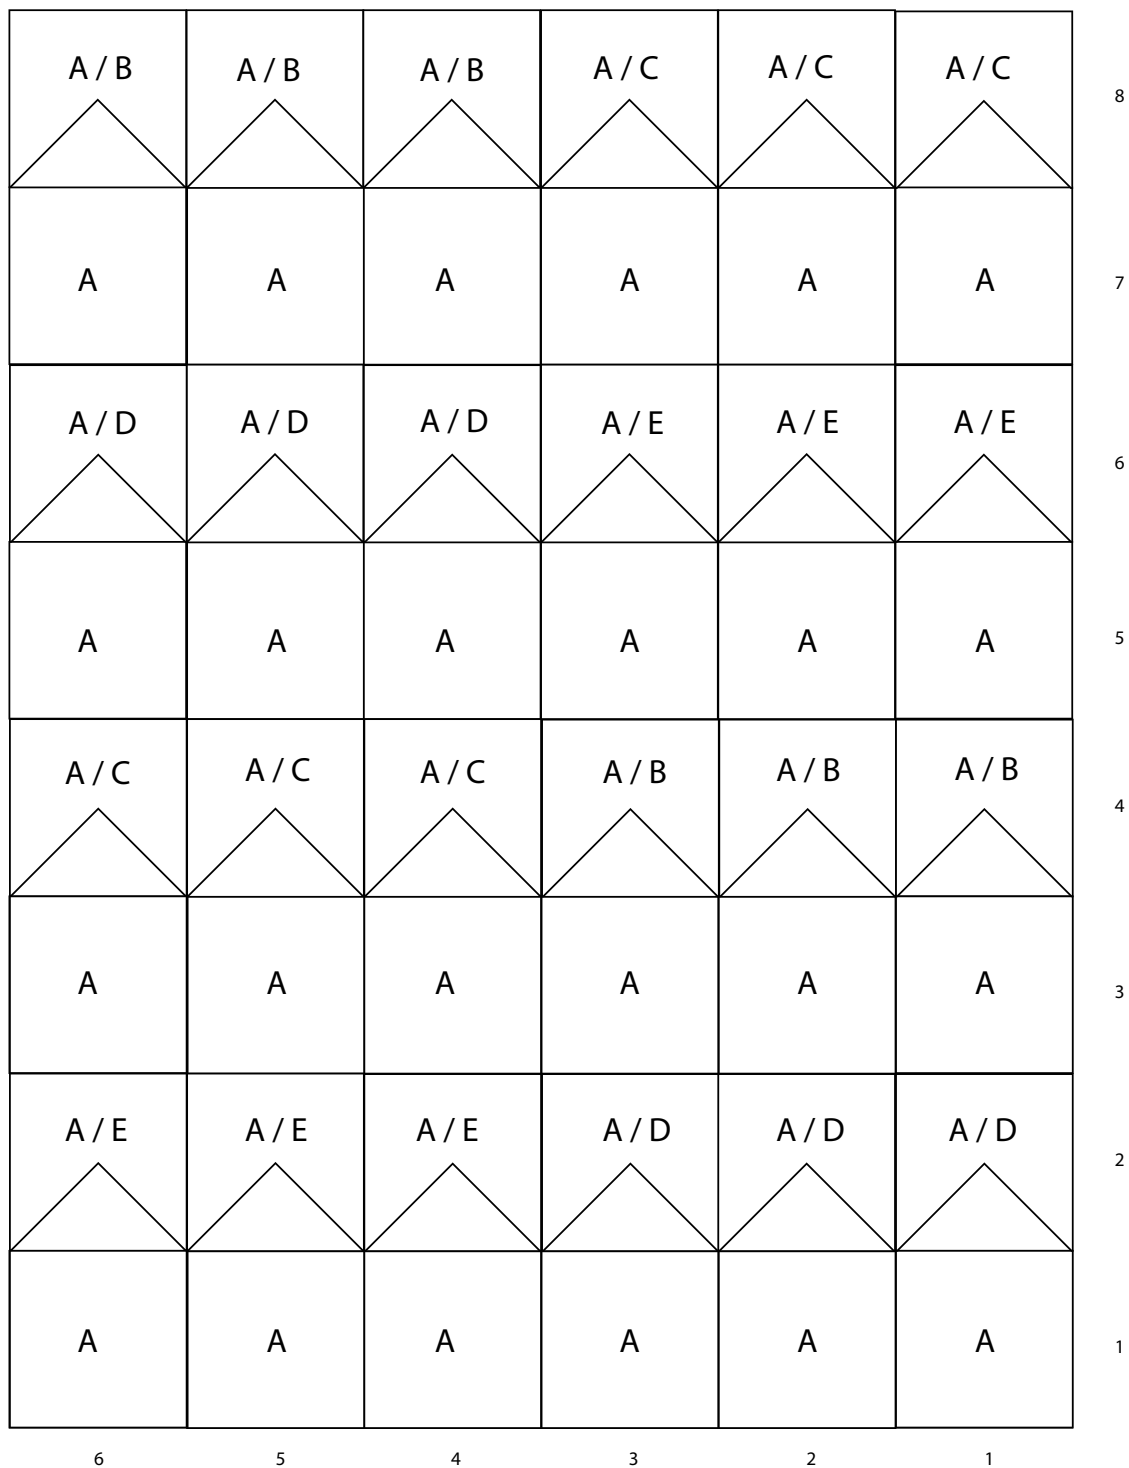 A / B A / B A / B A / C A / C A / C
8
A A A A A A 7
A / D A / D A / D A / E A / E A / E
6
A A A A A A 5
A / C A / C A / C A / B A / B A / B
4
A A A A A A 3
A / E A / E A / E A / D A / D A / D
2
A A A A A A 1
6 5 4 3 2 1